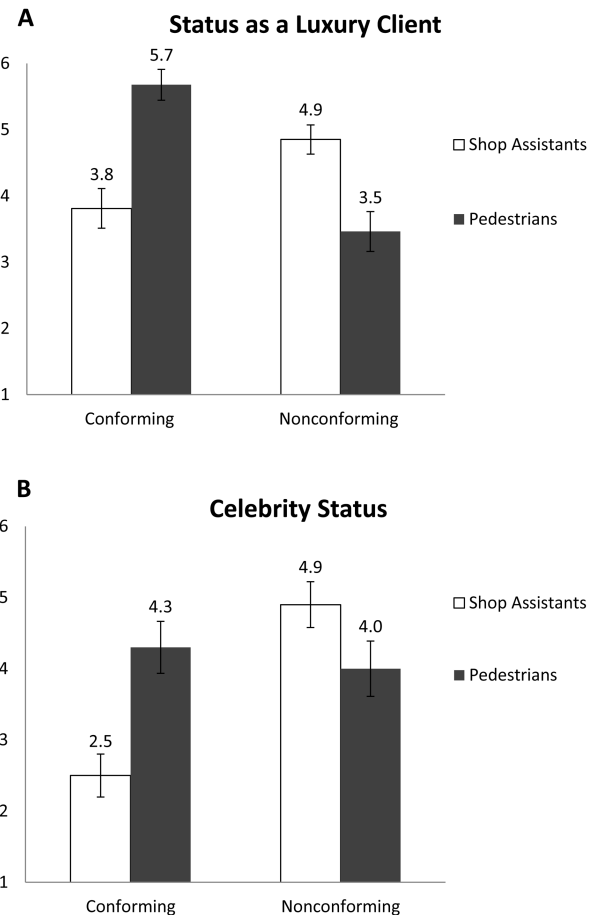 A
Status as a Luxury Client
6
5
4
3
2
1
3.8
5.7
4.9
3.5
Conforming
Nonconforming
Shop Assistants
Pedestrians
B
Celebrity Status
6
5
4
3
2
1
2.5
4.3
4.9
4.0
Conforming
Nonconforming
Shop Assistants
Pedestrians